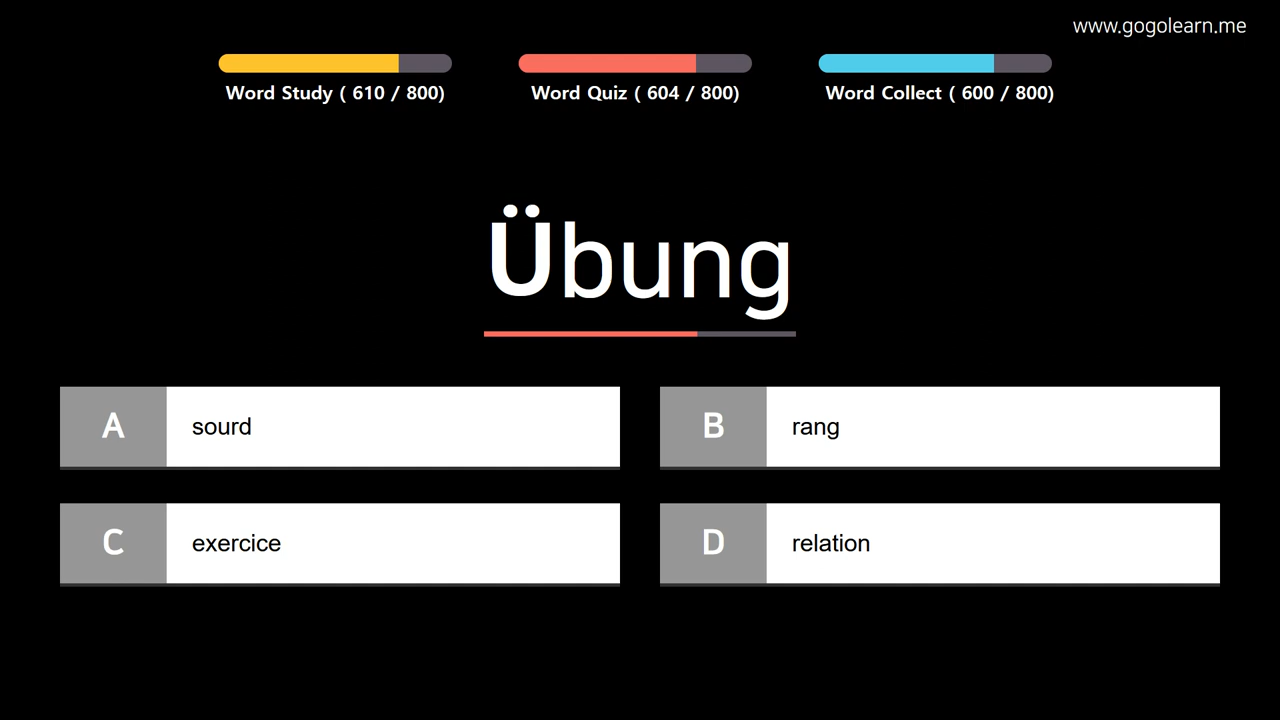 www.gogolearn.me
Word Study ( 610 / 800)
Word Quiz ( 604 / 800)
Word Collect ( 600 / 800)
Übung
A sourd
B rang
C exercice
D relation